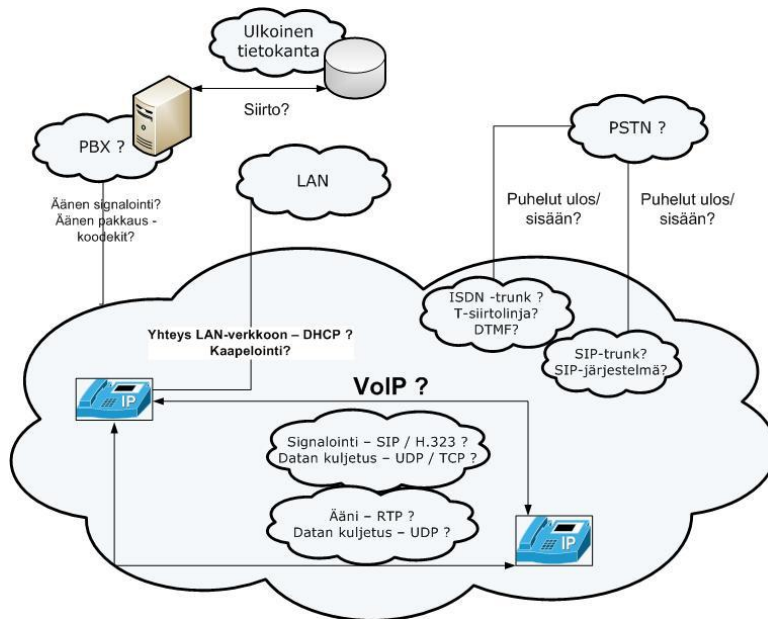 Ulkoinen
tietokanta
Siirto?
PBX ?
PSTN ?
LAN
Äänen signalointi?
Äänen pakkaus -
koodekit?
Puhelut ulos/
sisään?
Puhelut ulos/
sisään?
ISDN -trunk ?
T-siirtolinja?
DTMF?
Yhteys LAN-verkkoon – DHCP ?
Kaapelointi?
SIP-trunk?
SIP-järjestelmä?
IP
VoIP ?
Signalointi – SIP / H.323 ?
Datan kuljetus – UDP / TCP ?
Ääni – RTP ?
Datan kuljetus – UDP ?
IP